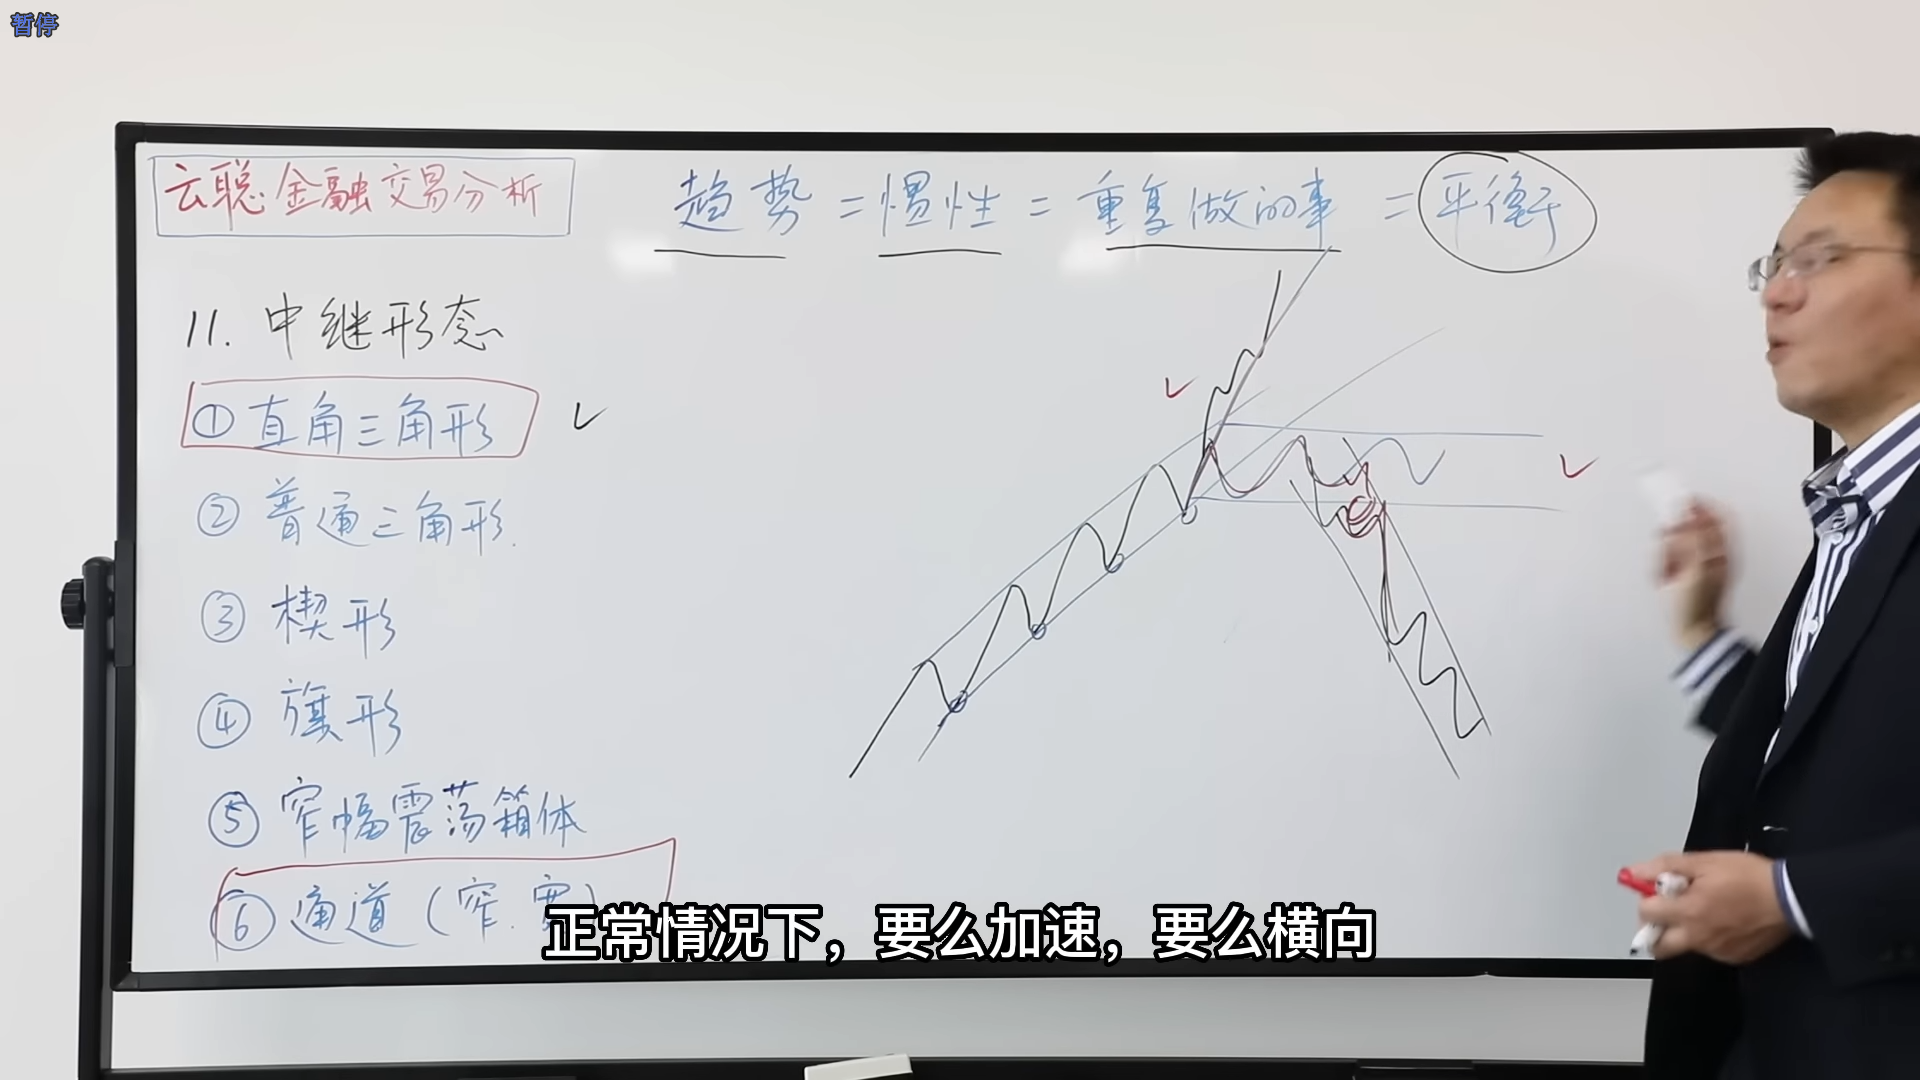 暂停
云聪金融交易分析
趋势=惯性=重复做的事=平衡
11.中继形态
①直角三角形
②普通三角形.
③楔形
④旗形
⑤窄幅震荡箱体
⑥通道(窄.宽)
正常情况下，要么加速，要么横向